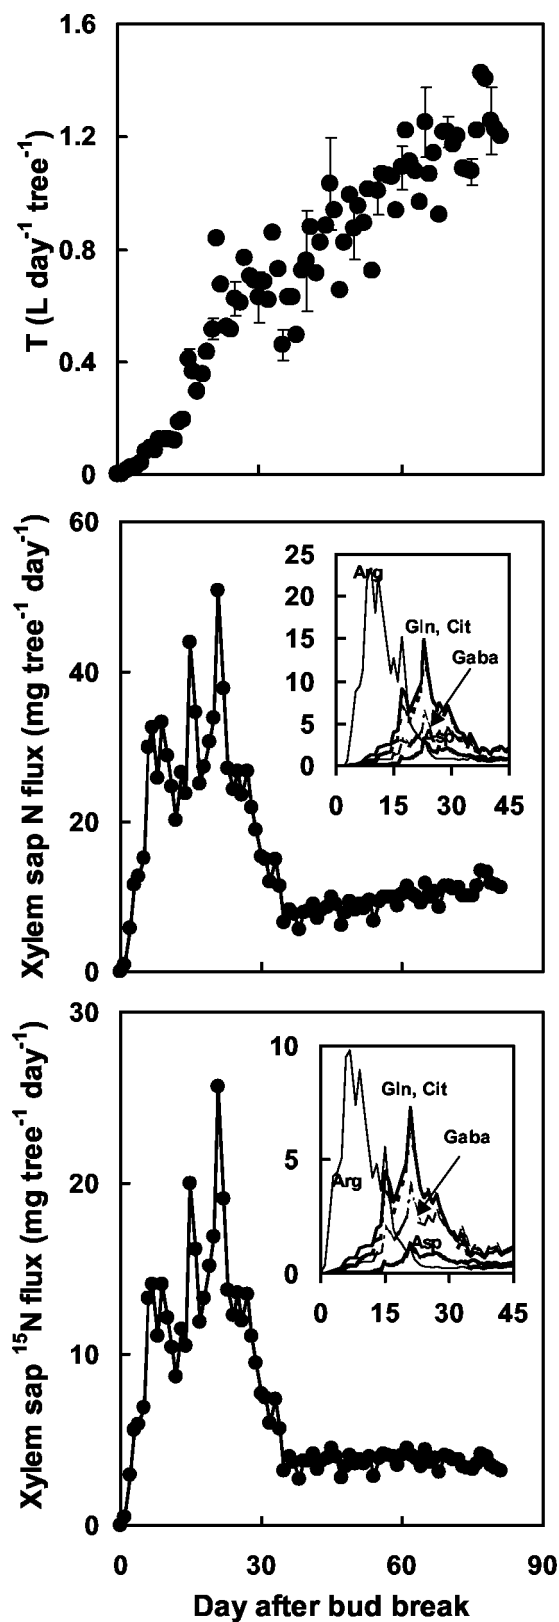 1.6
1.2
0.8
0.4
0
T (L day⁻¹ tree⁻¹)
60
40
20
0
Xylem sap N flux (mg tree⁻¹ day⁻¹)
25
20
15
10
5
0
Arg
Gln, Cit
Gaba
Asp
0 15 30 45
30
20
10
0
Xylem sap ¹⁵N flux (mg tree⁻¹ day⁻¹)
10
5
0
Gln, Cit
Gaba
Arg
Asp
0 15 30 45
0 30 60 90
Day after bud break